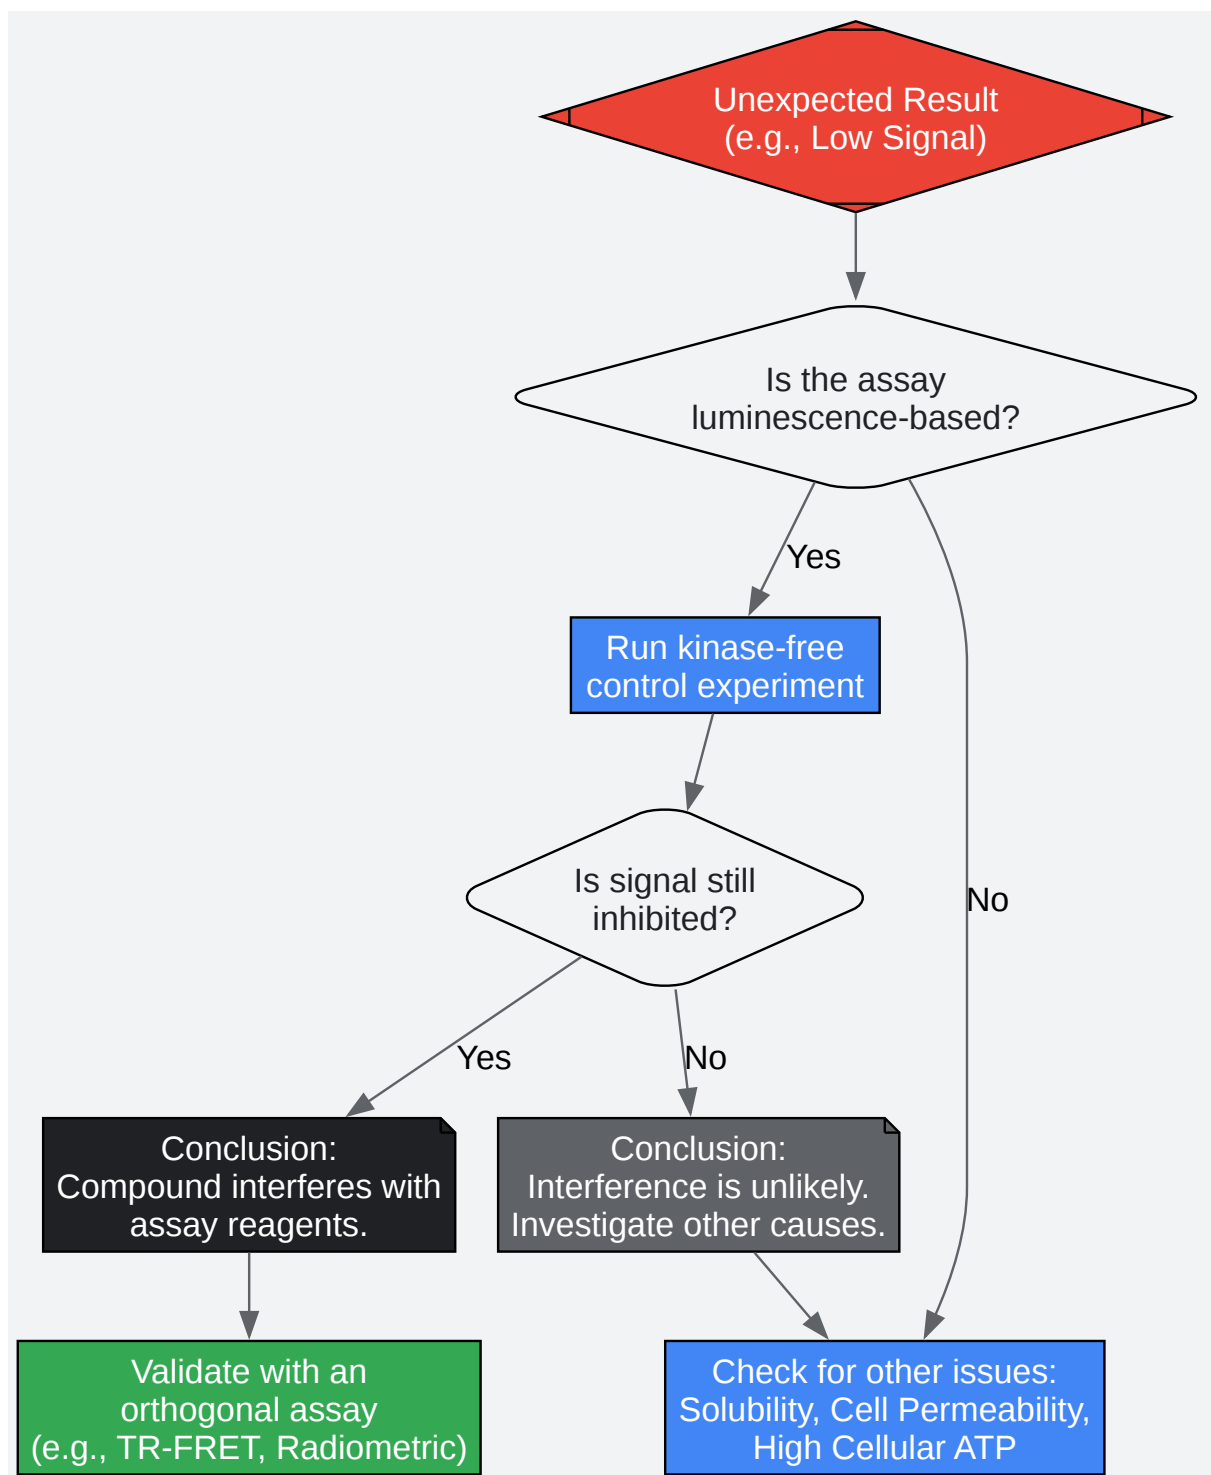 Unexpected Result
(e.g., Low Signal)
Is the assay
luminescence-based?
Yes
Run kinase-free
control experiment
Is signal still
inhibited?
No
Yes
No
Conclusion:
Compound interferes with
assay reagents.
Conclusion:
Interference is unlikely.
Investigate other causes.
Validate with an
orthogonal assay
(e.g., TR-FRET, Radiometric)
Check for other issues:
Solubility, Cell Permeability,
High Cellular ATP